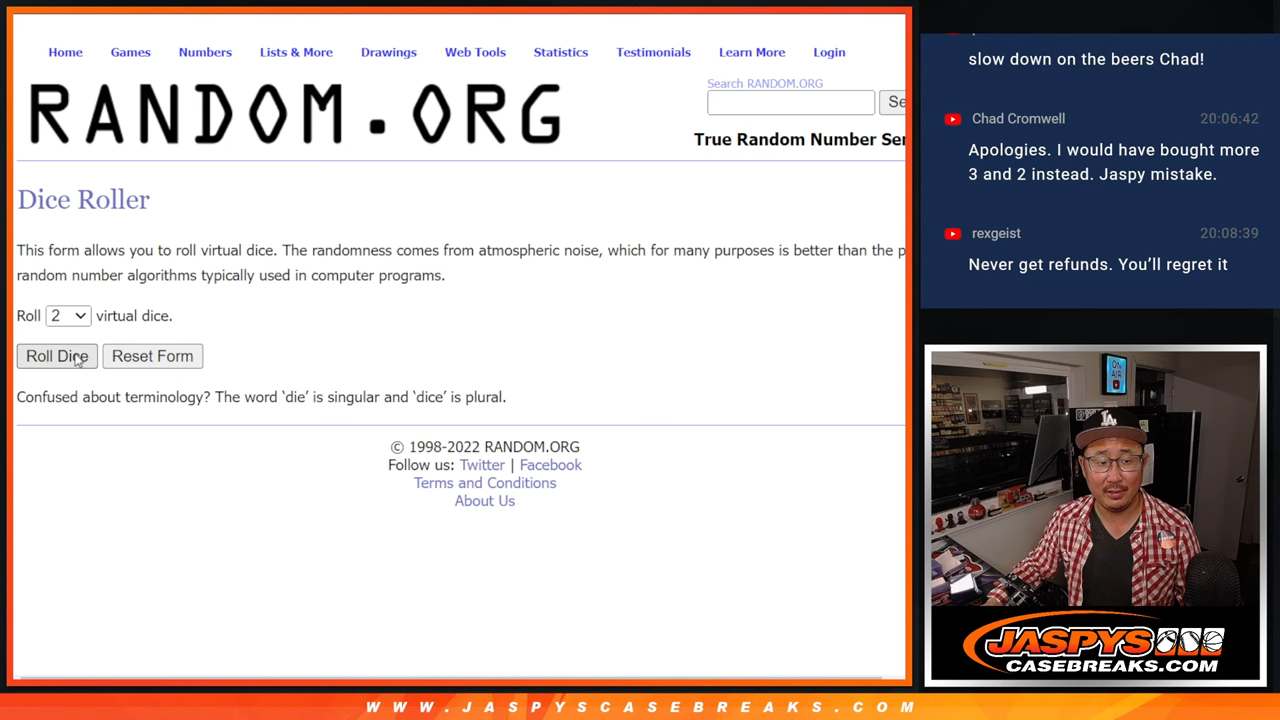 Home Games Numbers Lists & More Drawings Web Tools Statistics Testimonials Learn More Login
RANDOM.ORG
Search RANDOM.ORG
Se
True Random Number Ser
Dice Roller
This form allows you to roll virtual dice. The randomness comes from atmospheric noise, which for many purposes is better than the p
random number algorithms typically used in computer programs.
Roll 2 virtual dice.
Roll Dice Reset Form
Confused about terminology? The word ‘die’ is singular and ‘dice’ is plural.
© 1998-2022 RANDOM.ORG
Follow us: Twitter | Facebook
Terms and Conditions
About Us
slow down on the beers Chad!
Chad Cromwell 20:06:42
Apologies. I would have bought more
3 and 2 instead. Jaspy mistake.
rexgeist 20:08:39
Never get refunds. You’ll regret it
ON
AIR
LA
JASPYS
CASEBREAKS.COM
WWW.JASPYSCASEBREAKS.COM